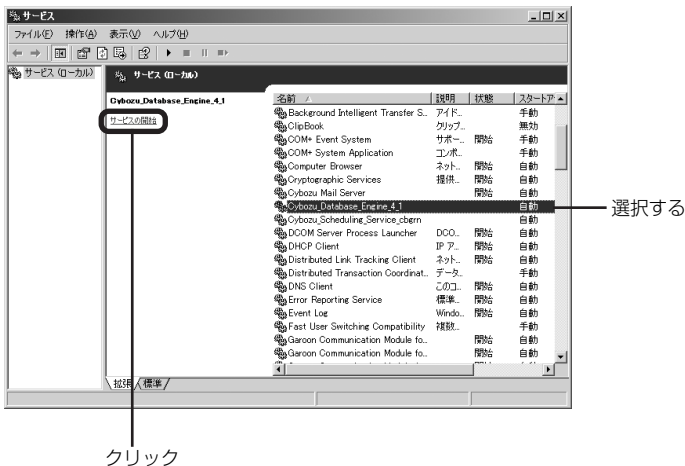 サービス
ファイル(F) 操作(A) 表示(V) ヘルプ(H)
サービス (ローカル)
サービス (ローカル)
Cybozu_Database_Engine_4_1
サービスの開始
名前 説明 状態 スタートア
Background Intelligent Transfer S... アイド... 手動
ClipBook クリップ... 無効
COM+ Event System サポー... 開始 手動
COM+ System Application コンポ... 手動
Computer Browser ネット... 開始 自動
Cryptographic Services 提供... 開始 自動
Cybozu Mail Server 開始 自動
Cybozu_Database_Engine_4_1 自動
Cybozu_Scheduling_Service_cbgrn 自動
DCOM Server Process Launcher DCO... 開始 自動
DHCP Client IP ア... 開始 自動
Distributed Link Tracking Client ネット... 開始 自動
Distributed Transaction Coordinat... データ... 手動
DNS Client このコ... 開始 自動
Error Reporting Service 標準... 開始 自動
Event Log Windo... 開始 自動
Fast User Switching Compatibility 複数... 手動
Garoon Communication Module fo... 開始 自動
Garoon Communication Module fo... 開始 自動
拡張 標準
選択する
クリック